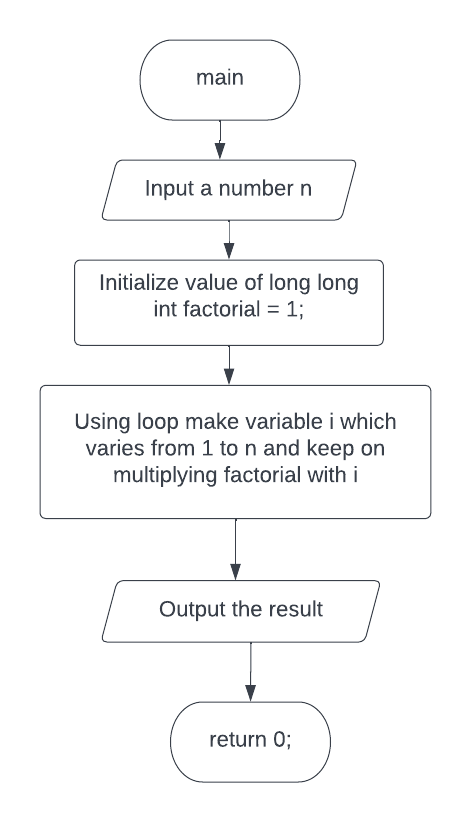 main
Input a number n
Initialize value of long long
int factorial = 1;
Using loop make variable i which
varies from 1 to n and keep on
multiplying factorial with i
Output the result
return 0;